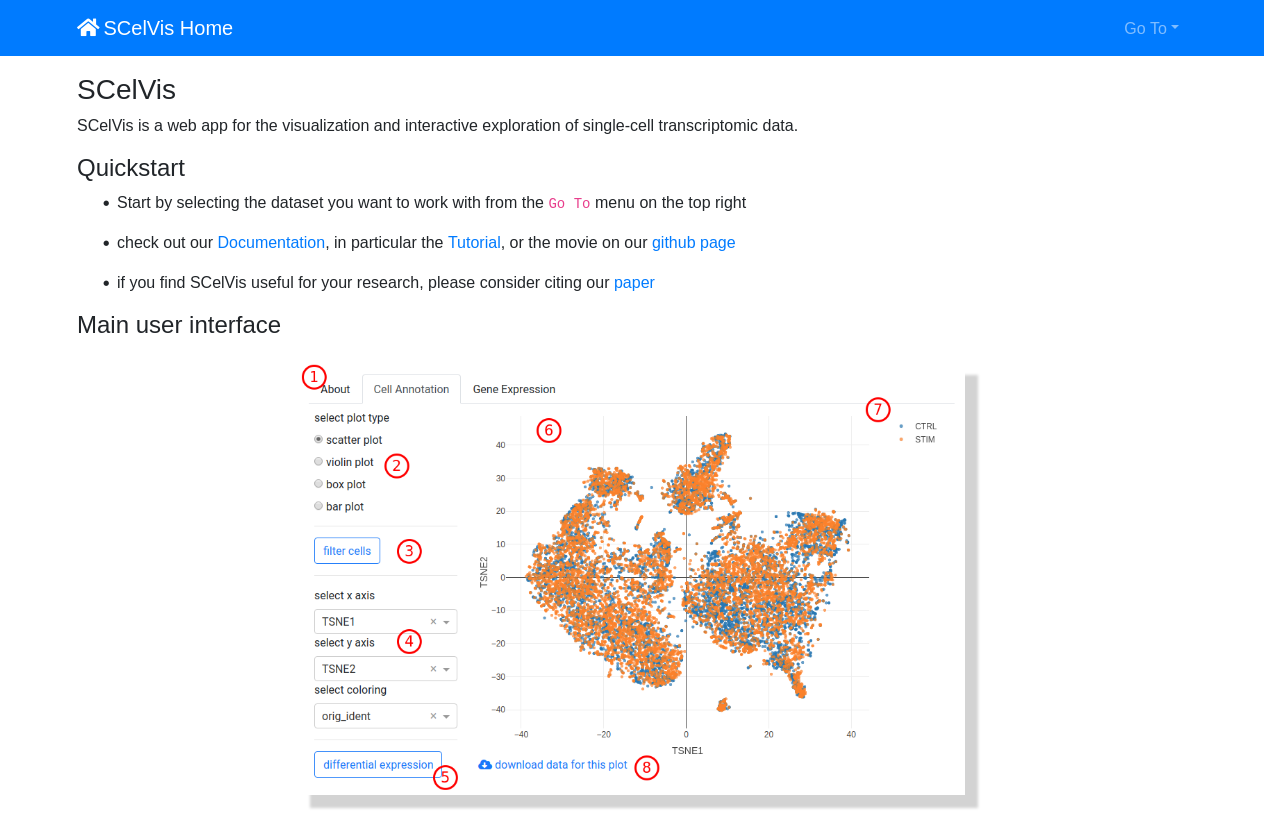 SCelVis Home
Go To
SCelVis
SCelVis is a web app for the visualization and interactive exploration of single-cell transcriptomic data.
Quickstart
• Start by selecting the dataset you want to work with from the Go To menu on the top right
• check out our Documentation, in particular the Tutorial, or the movie on our github page
• if you find SCelVis useful for your research, please consider citing our paper
Main user interface
1
About
Cell Annotation
Gene Expression
select plot type
scatter plot
violin plot
2
box plot
bar plot
filter cells
3
select x axis
TSNE1 ×
select y axis
4
TSNE2 ×
select coloring
orig_ident ×
differential expression
5
6
7
CTRL
STIM
40
30
20
10
0
−10
−20
−30
−40
TSNE2
−40 −20 0 20 40
TSNE1
download data for this plot
8